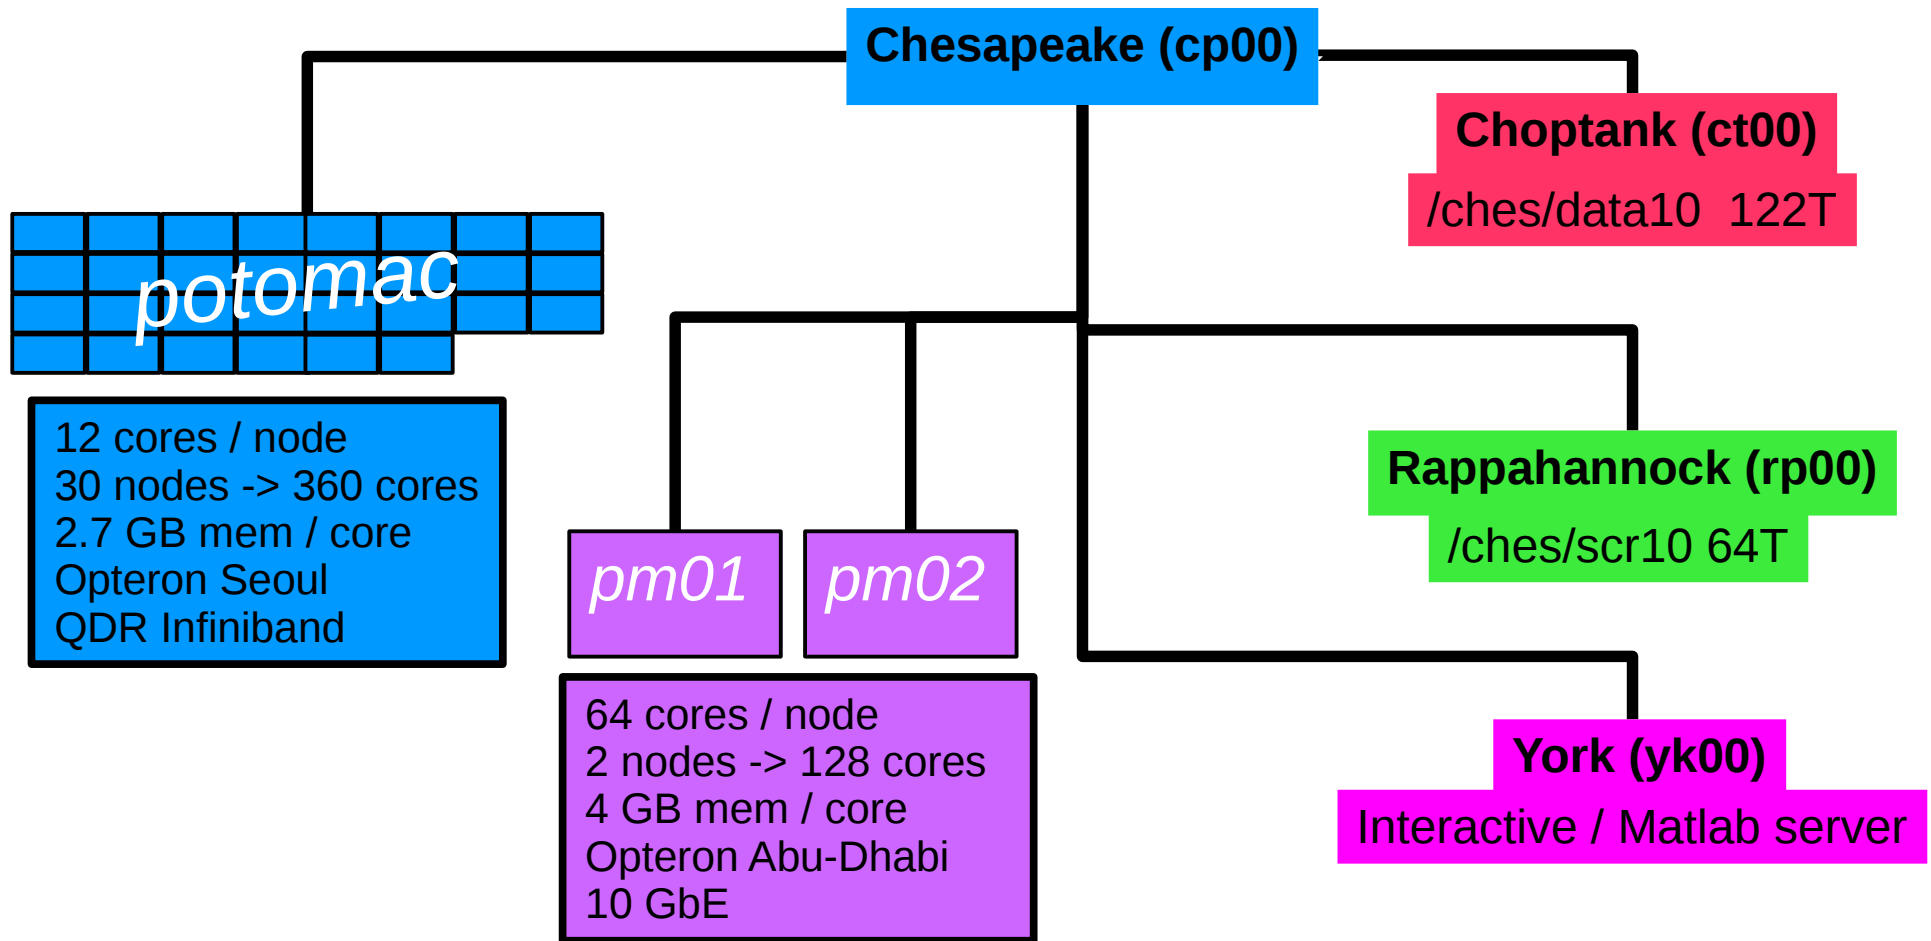 Chesapeake (cp00)
Choptank (ct00)
/ches/data10 122T
potomac
12 cores / node
30 nodes -> 360 cores
2.7 GB mem / core
Opteron Seoul
QDR Infiniband
pm01
pm02
64 cores / node
2 nodes -> 128 cores
4 GB mem / core
Opteron Abu-Dhabi
10 GbE
Rappahannock (rp00)
/ches/scr10 64T
York (yk00)
Interactive / Matlab server